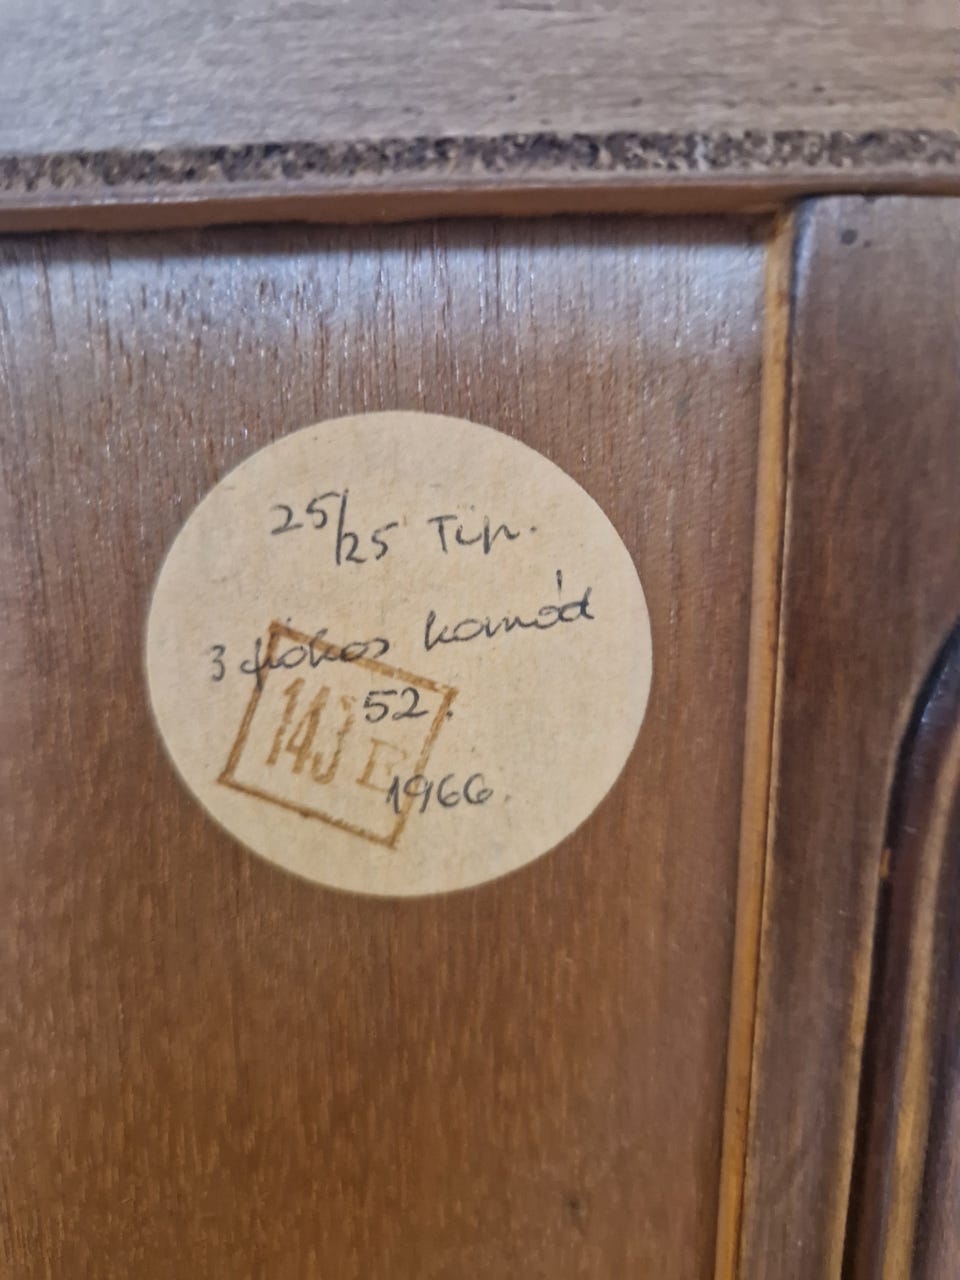 25/25 Tip.
3 fiókos komód
52.
143 B
1966.